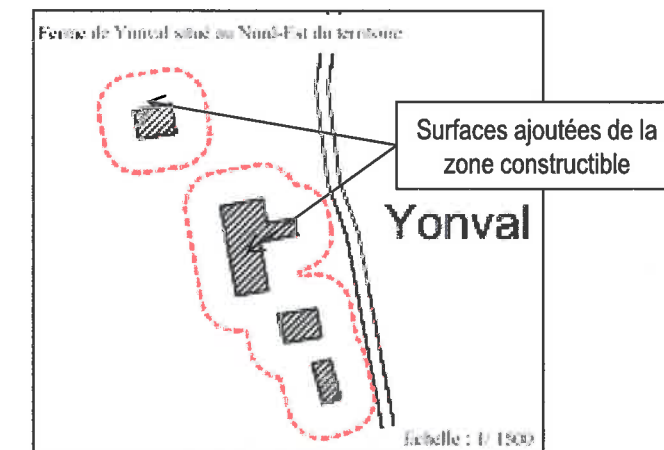 Ferme de Yonval situé au Nord-Est du territoire
Surfaces ajoutées de la
zone constructible
Yonval
Echelle : 1/ 1500